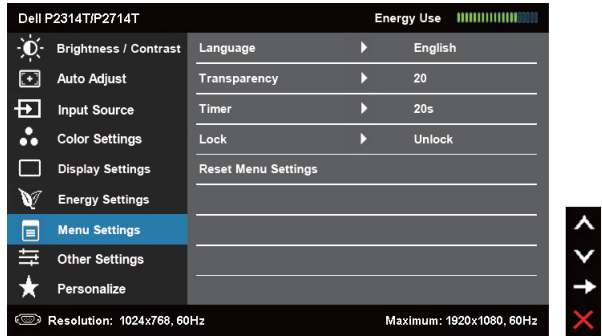 Dell P2314T/P2714T Energy Use
Brightness / Contrast Language English
Auto Adjust Transparency 20
Input Source Timer 20s
Color Settings Lock Unlock
Display Settings Reset Menu Settings
Energy Settings
Menu Settings
Other Settings
Personalize
Resolution: 1024x768, 60Hz Maximum: 1920x1080, 60Hz